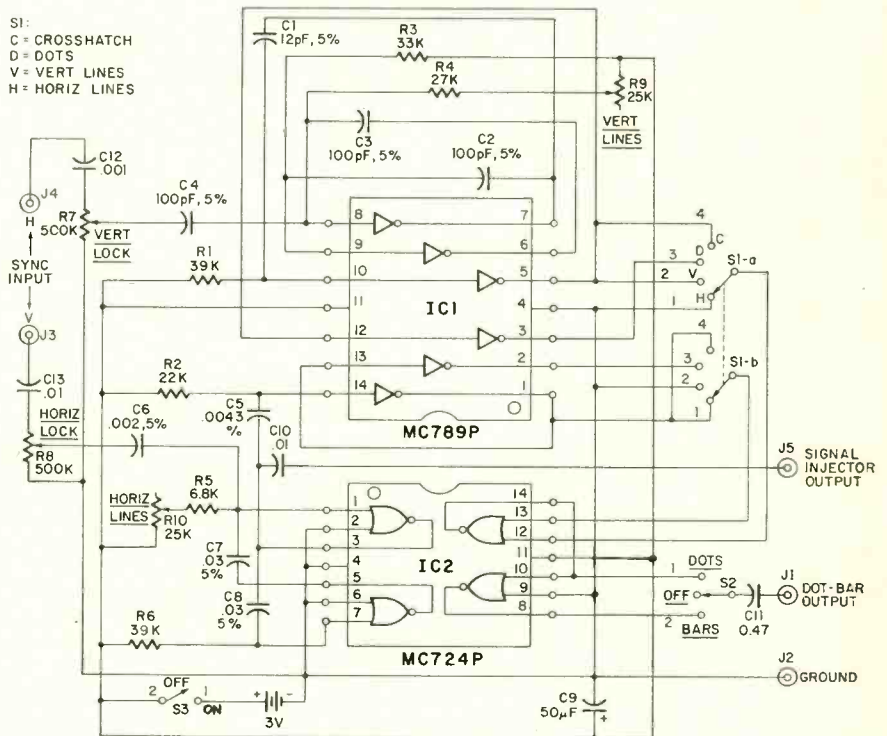 S1:
C = CROSSHATCH
D = DOTS
V = VERT LINES
H = HORIZ LINES
C1
12pF, 5%
R3
33K
R4
27K
R9
25K
VERT
LINES
C3
100pF, 5%
C2
100pF, 5%
C12
.001
J4
H
R7
500K
VERT
LOCK
C4
100pF, 5%
SYNC
INPUT
V
J3
R1
39K
8
9
10
11
12
13
14
7
6
5
4
3
2
1
IC1
MC789P
4
C
3
D
2
V
1
H
S1-a
4
3
2
1
S1-b
R2
22K
C5
.0043
%
C13
.01
HORIZ
LOCK
R8
500K
C6
.002, 5%
C10
.01
J5
SIGNAL
INJECTOR
OUTPUT
HORIZ
LINES
R10
25K
R5
6.8K
C7
.03
5%
C8
.03
5%
R6
39K
1
2
3
4
5
6
7
14
13
12
11
10
9
8
IC2
MC724P
1
DOTS
OFF
2
BARS
S2
C11
0.47
J1
DOT-BAR
OUTPUT
J2
GROUND
OFF
2
1
S3
ON
+
-
3V
C9
50µF
+